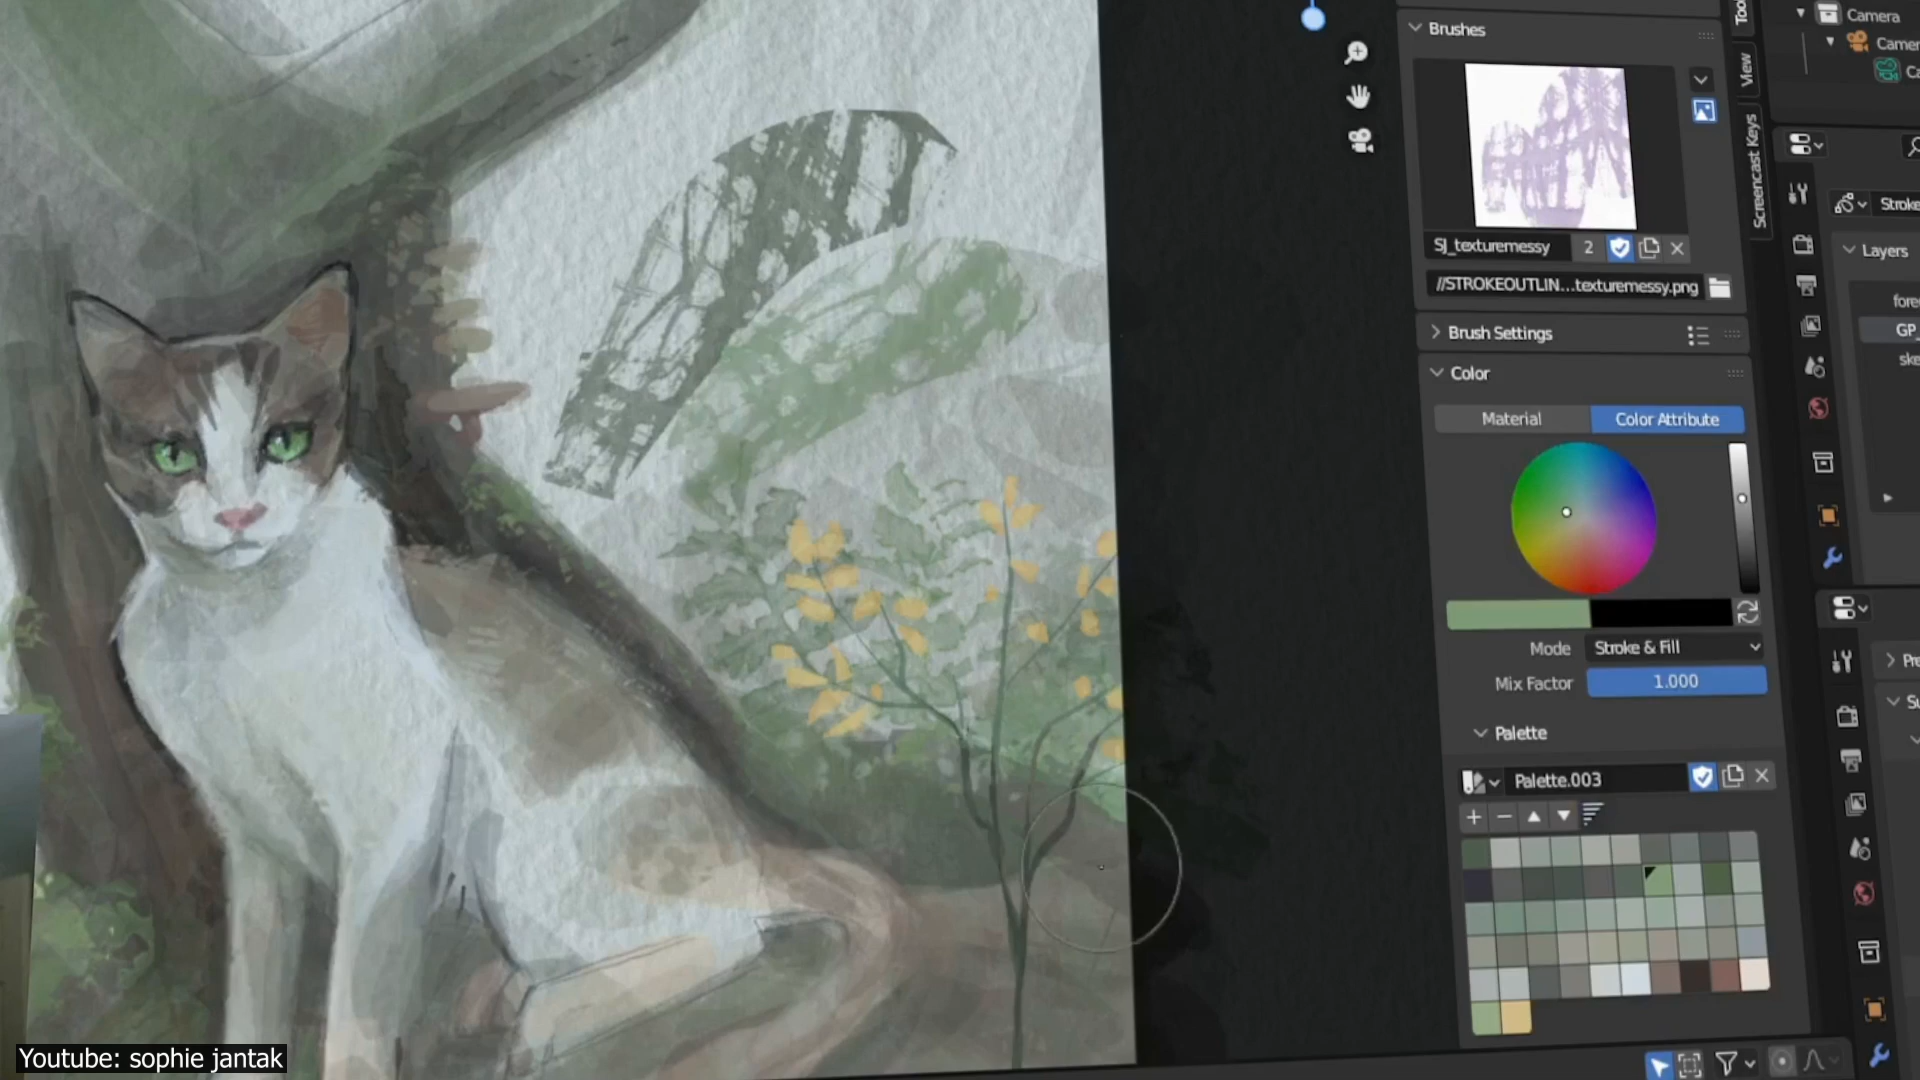 Brushes
SJ_texturemessy
2
//STROKEOUTLIN...texturemessy.png
Brush Settings
Color
Material
Color Attribute
Mode
Stroke & Fill
Mix Factor
1.000
Palette
Palette.003
View
Screencast Keys
Camera
Layers
Youtube: sophie jantak